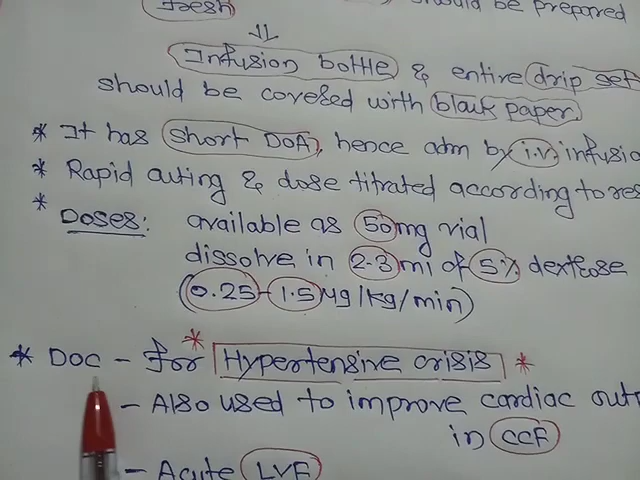 fresh should be prepared
⇓
Infusion bottle & entire drip set
should be covered with black paper.
* It has short DOA, hence adm by i.v. infusion
* Rapid acting & dose titrated according to res
* Doses: available as 50mg vial
dissolve in 2-3 ml of 5% dextrose
(0.25-1.5 µg/kg/min)
* DOC - for * Hypertensive crisis *
- Also used to improve cardiac out
in CCF
- Acute LVF